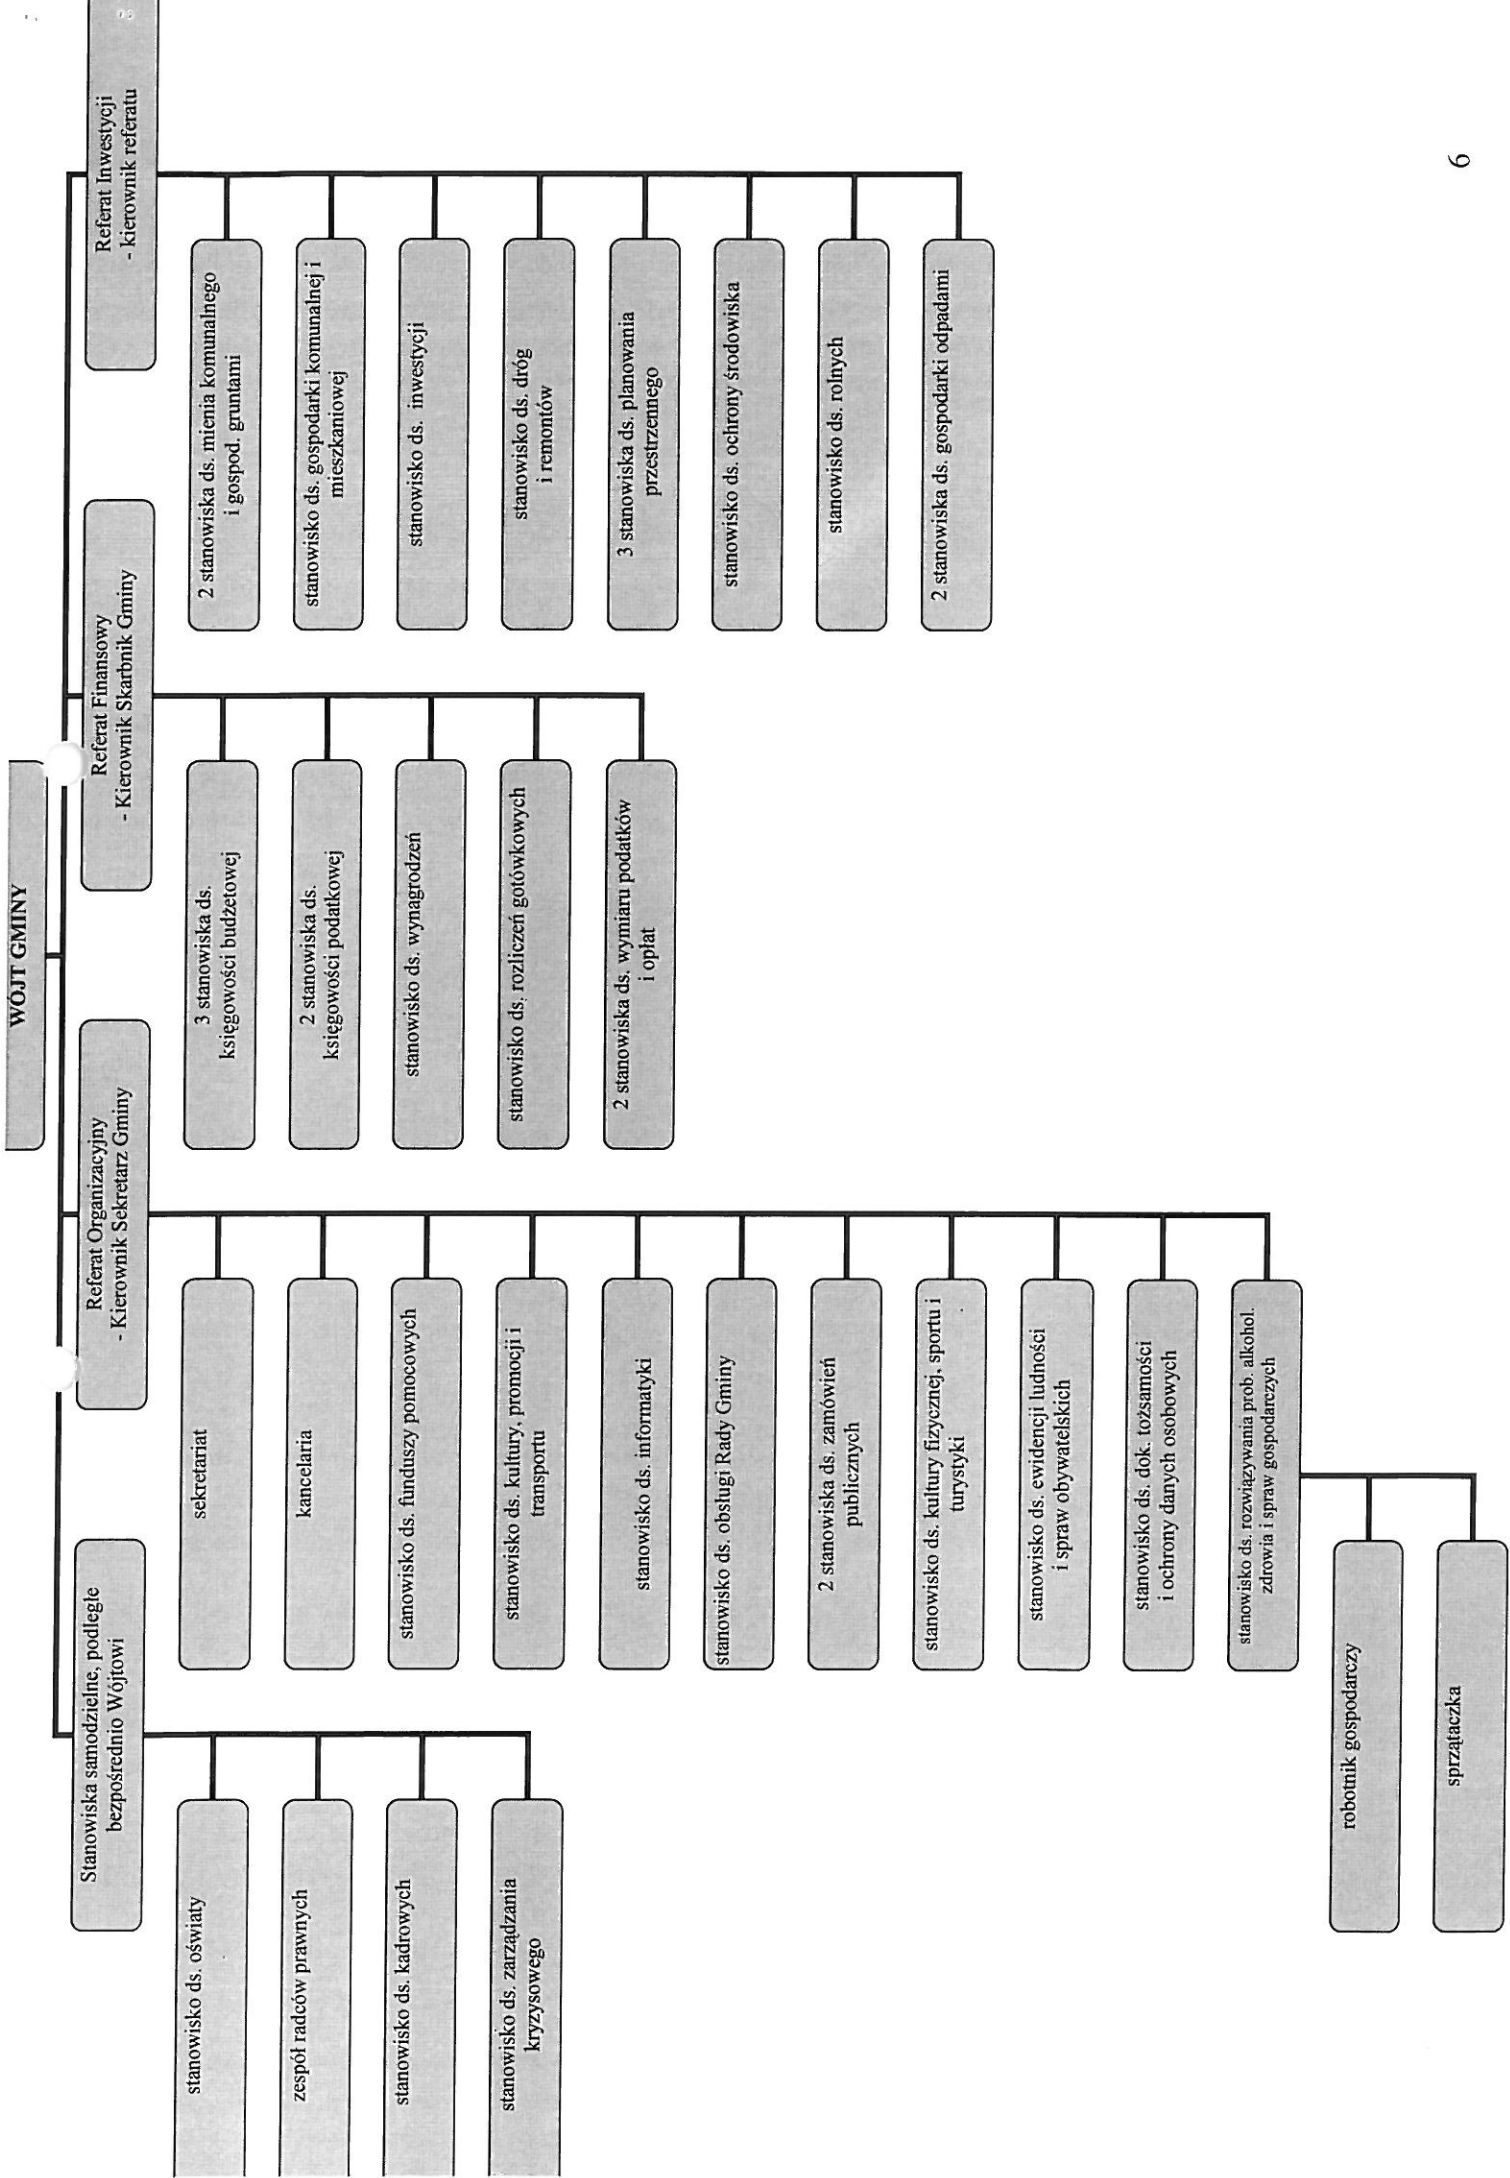 WÓJT GMINY
Stanowiska samodzielne, podległe
bezpośrednio Wójtowi
stanowisko ds. oświaty
zespół radców prawnych
stanowisko ds. kadrowych
stanowisko ds. zarządzania
kryzysowego
Referat Organizacyjny
- Kierownik Sekretarz Gminy
sekretariat
kancelaria
stanowisko ds. funduszy pomocowych
stanowisko ds. kultury, promocji i
transportu
stanowisko ds. informatyki
stanowisko ds. obsługi Rady Gminy
2 stanowiska ds. zamówień
publicznych
stanowisko ds. kultury fizycznej, sportu i
turystyki
stanowisko ds. ewidencji ludności
i spraw obywatelskich
stanowisko ds. dok. tożsamości
i ochrony danych osobowych
stanowisko ds. rozwiązywania prob. alkohol.
zdrowia i spraw gospodarczych
robotnik gospodarczy
sprzątaczka
Referat Finansowy
- Kierownik Skarbnik Gminy
3 stanowiska ds.
księgowości budżetowej
2 stanowiska ds.
księgowości podatkowej
stanowisko ds. wynagrodzeń
stanowisko ds. rozliczeń gotówkowych
2 stanowiska ds. wymiaru podatków
i opłat
Referat Inwestycji
- kierownik referatu
2 stanowiska ds. mienia komunalnego
i gospod. gruntami
stanowisko ds. gospodarki komunalnej i
mieszkaniowej
stanowisko ds. inwestycji
stanowisko ds. dróg
i remontów
3 stanowiska ds. planowania
przestrzennego
stanowisko ds. ochrony środowiska
stanowisko ds. rolnych
2 stanowiska ds. gospodarki odpadami
6